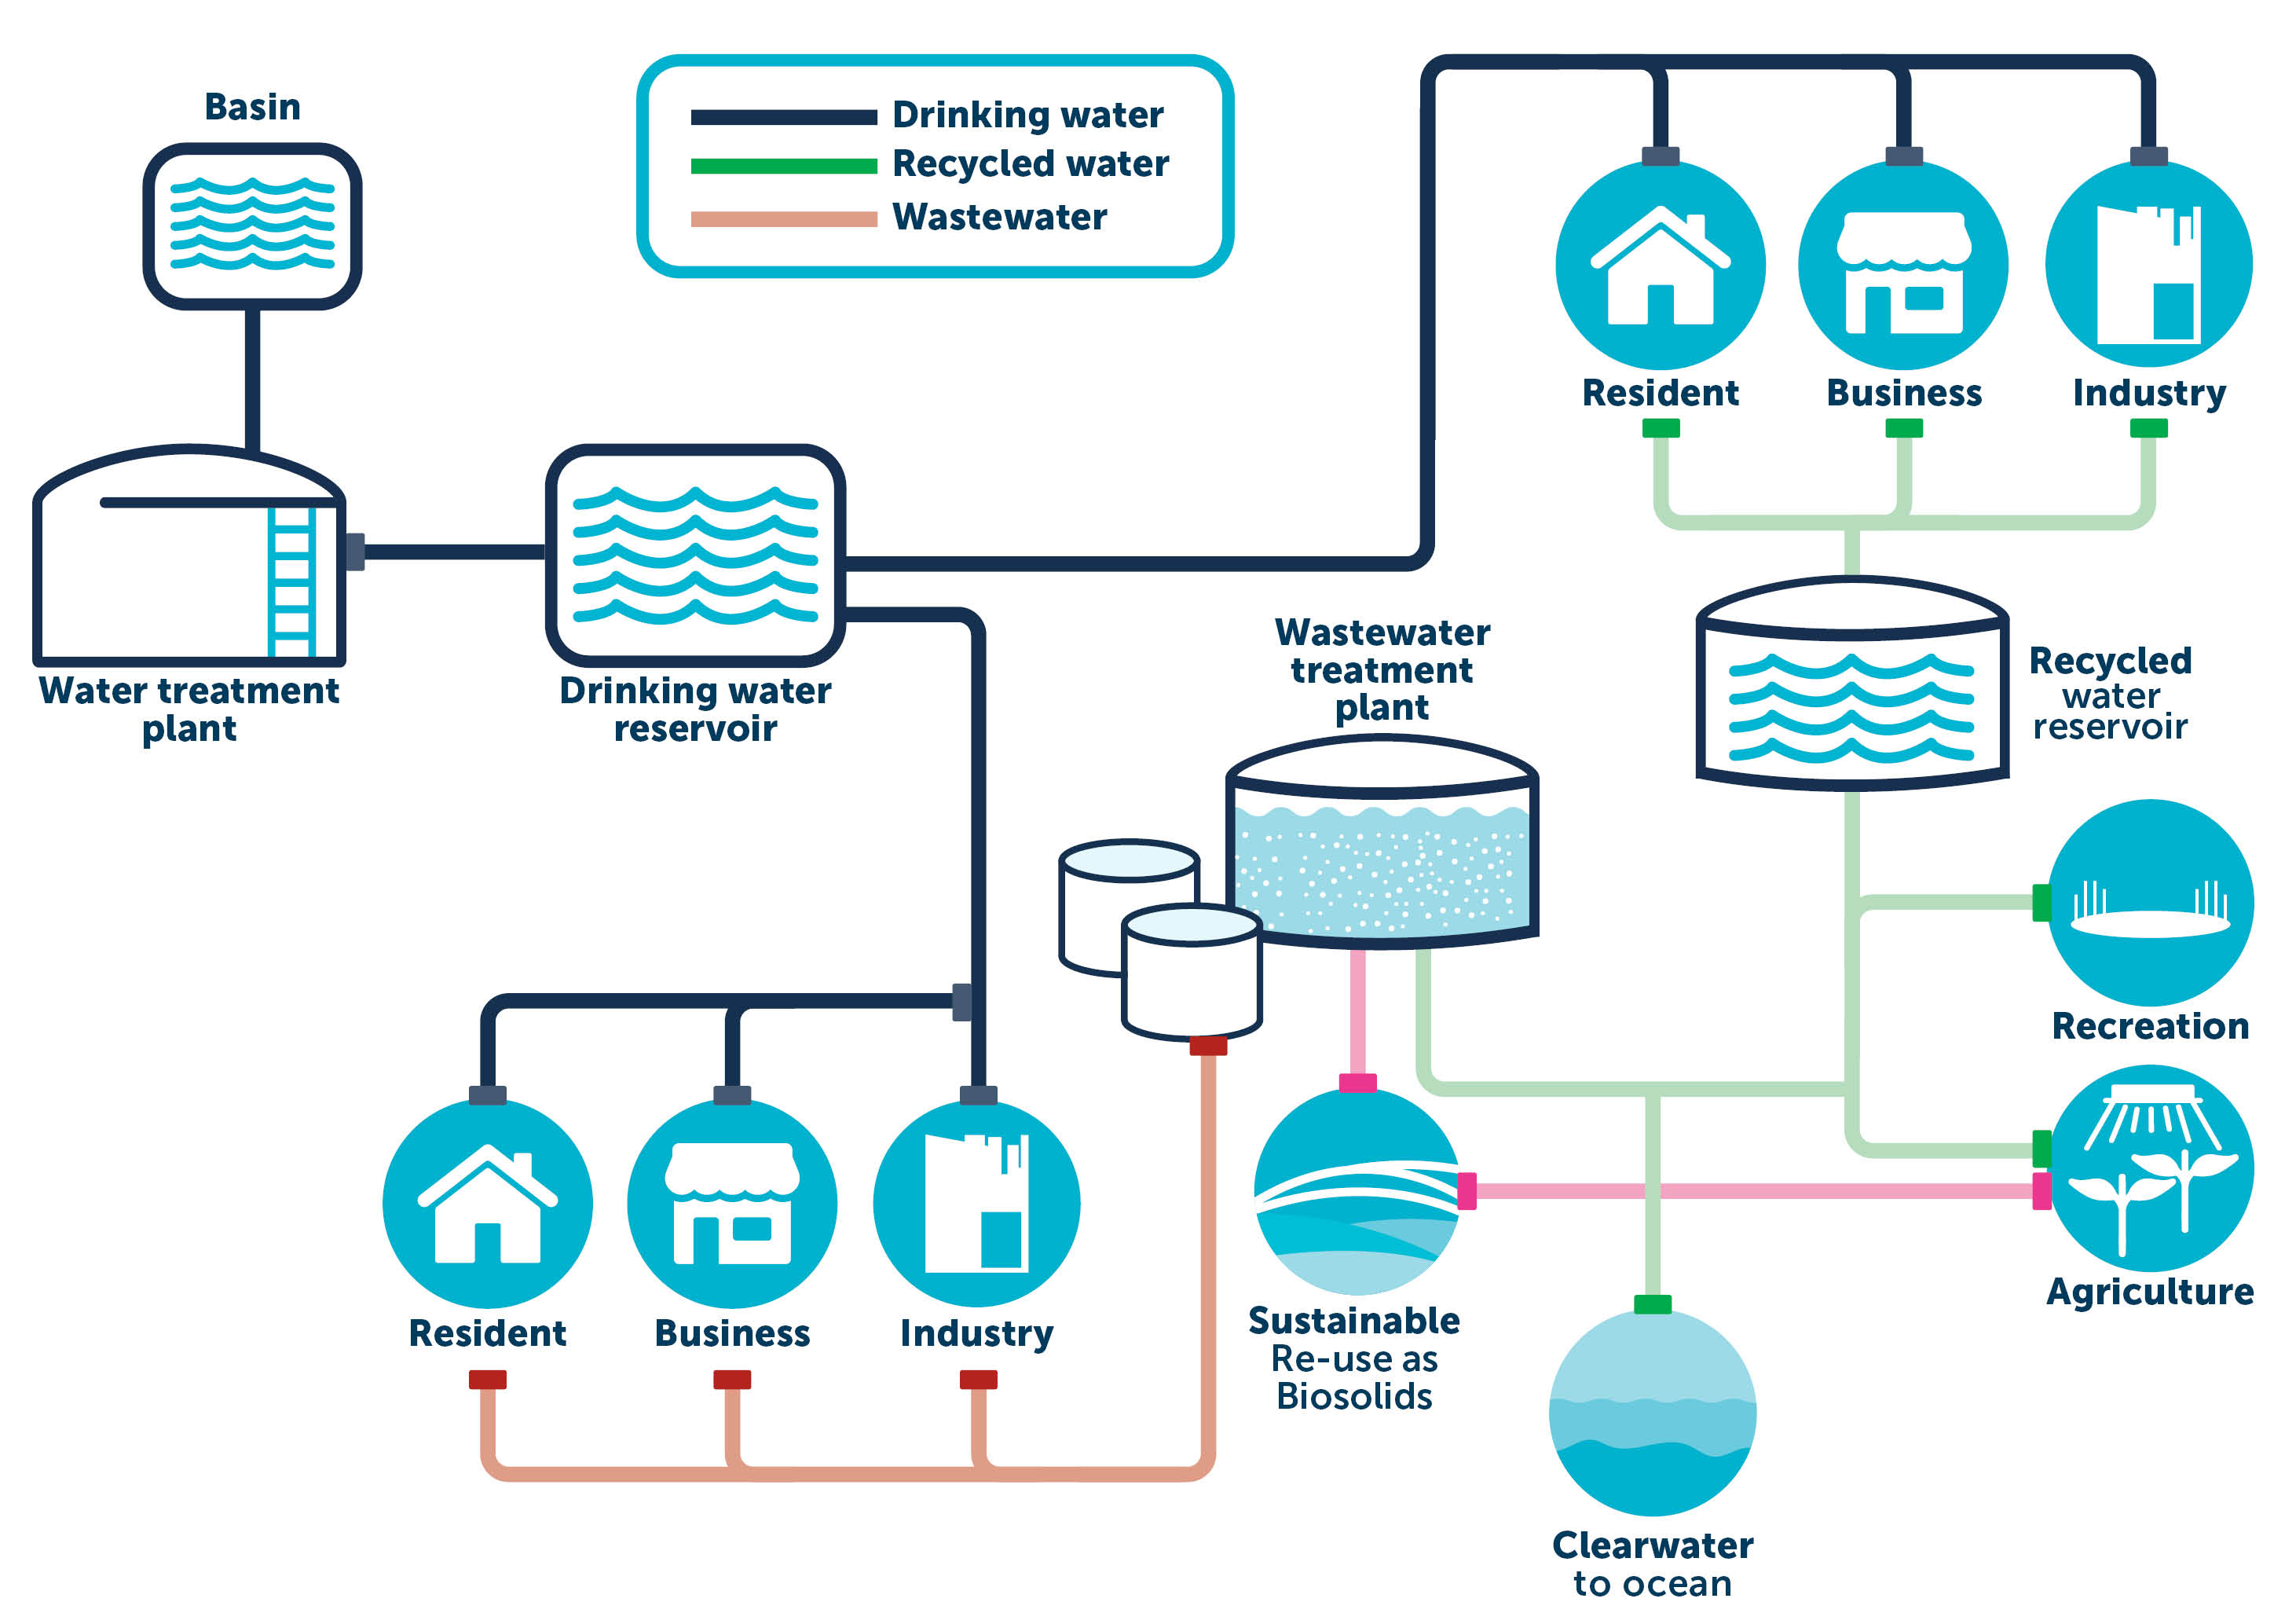 Basin
Drinking water
Recycled water
Wastewater
Resident
Business
Industry
Water treatment
plant
Drinking water
reservoir
Wastewater
treatment
plant
Recycled
water
reservoir
Recreation
Agriculture
Resident
Business
Industry
Sustainable
Re-use as
Biosolids
Clearwater
to ocean